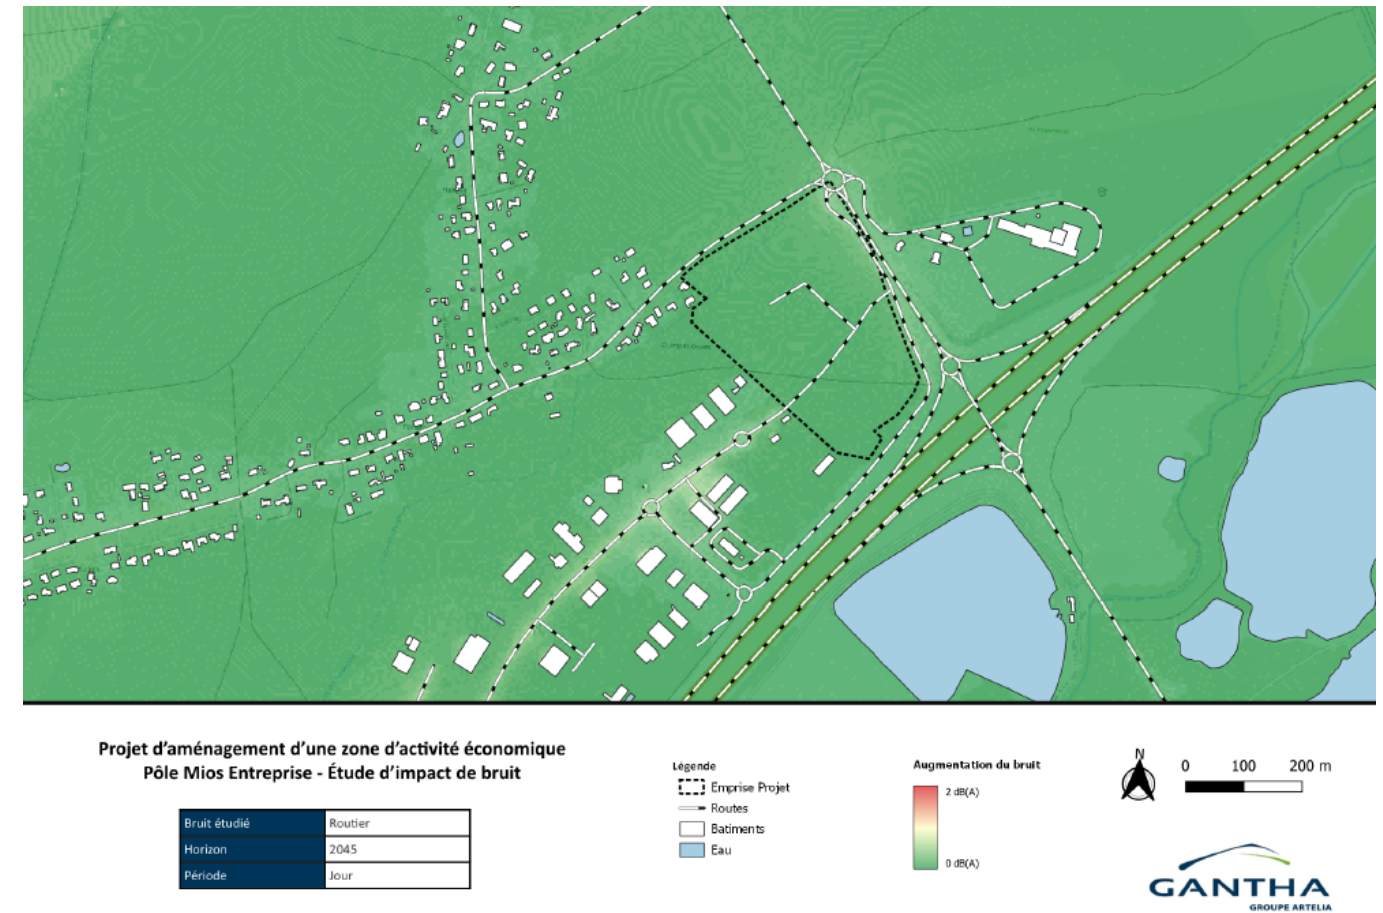 Projet d’aménagement d’une zone d’activité économique
Pôle Mios Entreprise - Étude d’impact de bruit
Bruit étudié Routier
Horizon 2045
Période Jour
Légende
Emprise Projet
Routes
Batiments
Eau
Augmentation du bruit
2 dB(A)
0 dB(A)
N
0 100 200 m
GANTHA
GROUPE ARTELIA